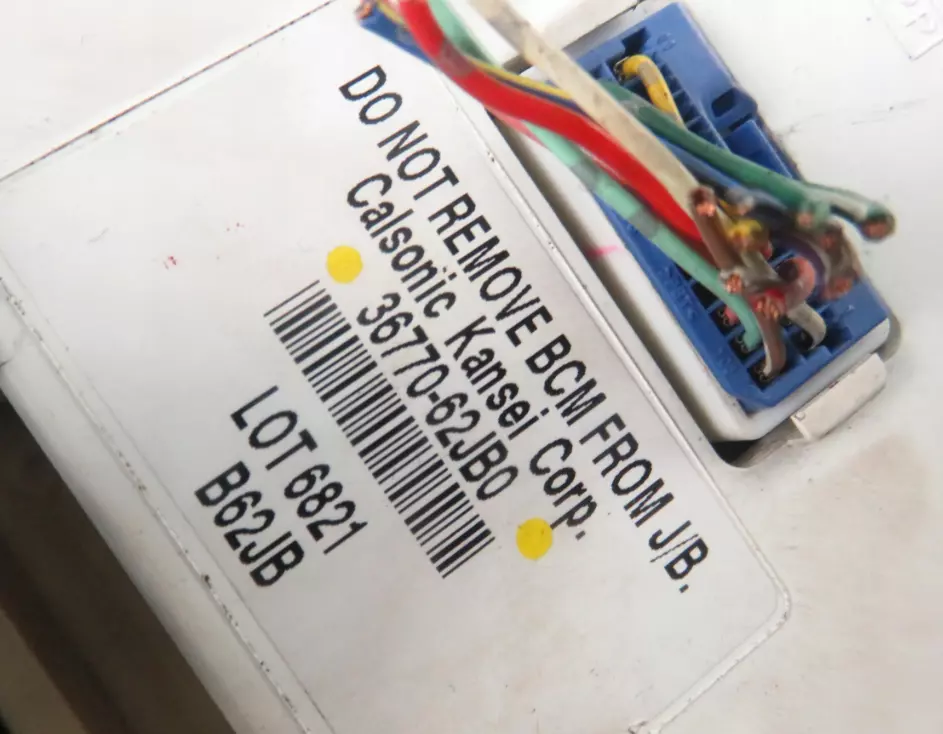 DO NOT REMOVE BCM FROM J/B.
Calsonic Kansei Corp.
36770-62JB0
LOT 6821
B62JB